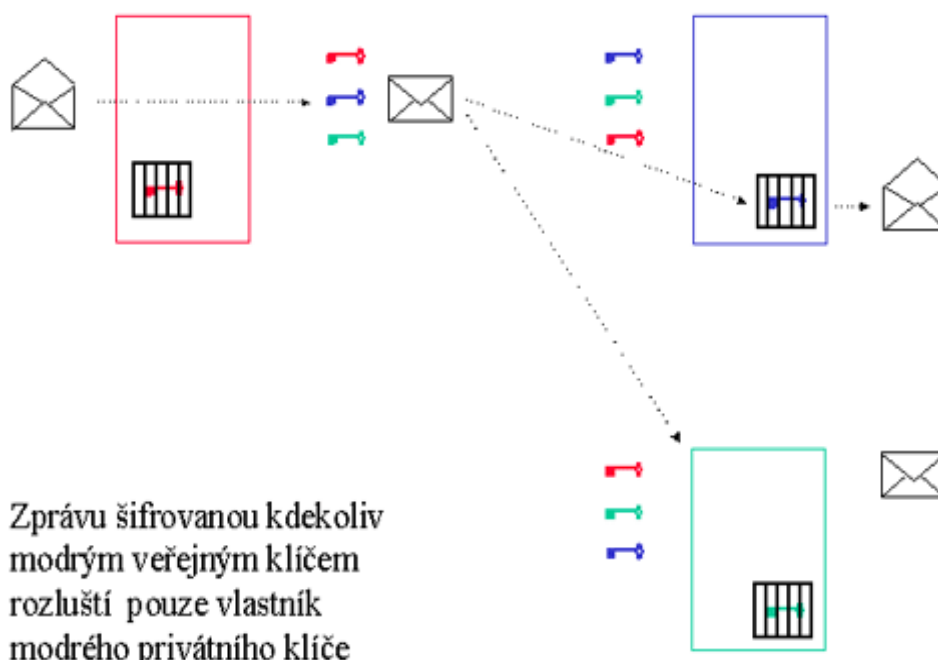 Zprávu šifrovanou kdekoliv
modrým veřejným klíčem
rozluští pouze vlastník
modrého privátního klíče